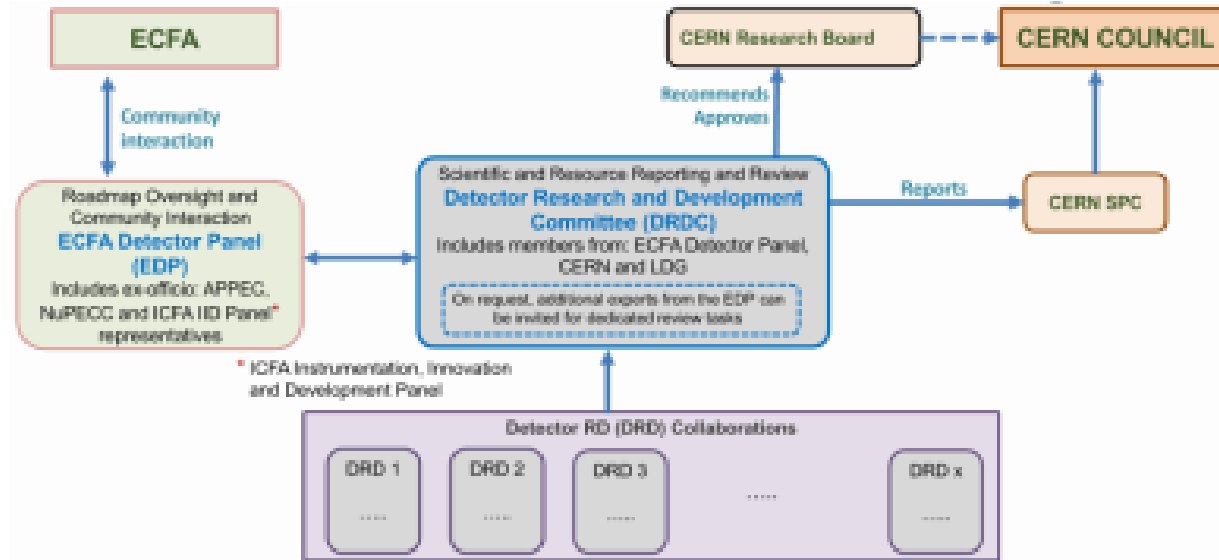 ECFA
CERN Research Board
CERN COUNCIL
Community
interaction
Recommends
Approves
Roadmap Oversight and
Community Interaction
ECFA Detector Panel
(EDP)
Includes ex-officio: APPEC,
NuPECC and ICFA IID Panel*
representatives
Scientific and Resource Reporting and Review
Detector Research and Development
Committee (DRDC)
Includes members from: ECFA Detector Panel,
CERN and LDG
On request, additional experts from the EDP can
be invited for dedicated review tasks
Reports
CERN SPC
* ICFA Instrumentation, Innovation
and Development Panel
Detector RD (DRD) Collaborations
DRD 1
DRD 2
DRD 3
DRD x
.....
.....
.....
.....
.....